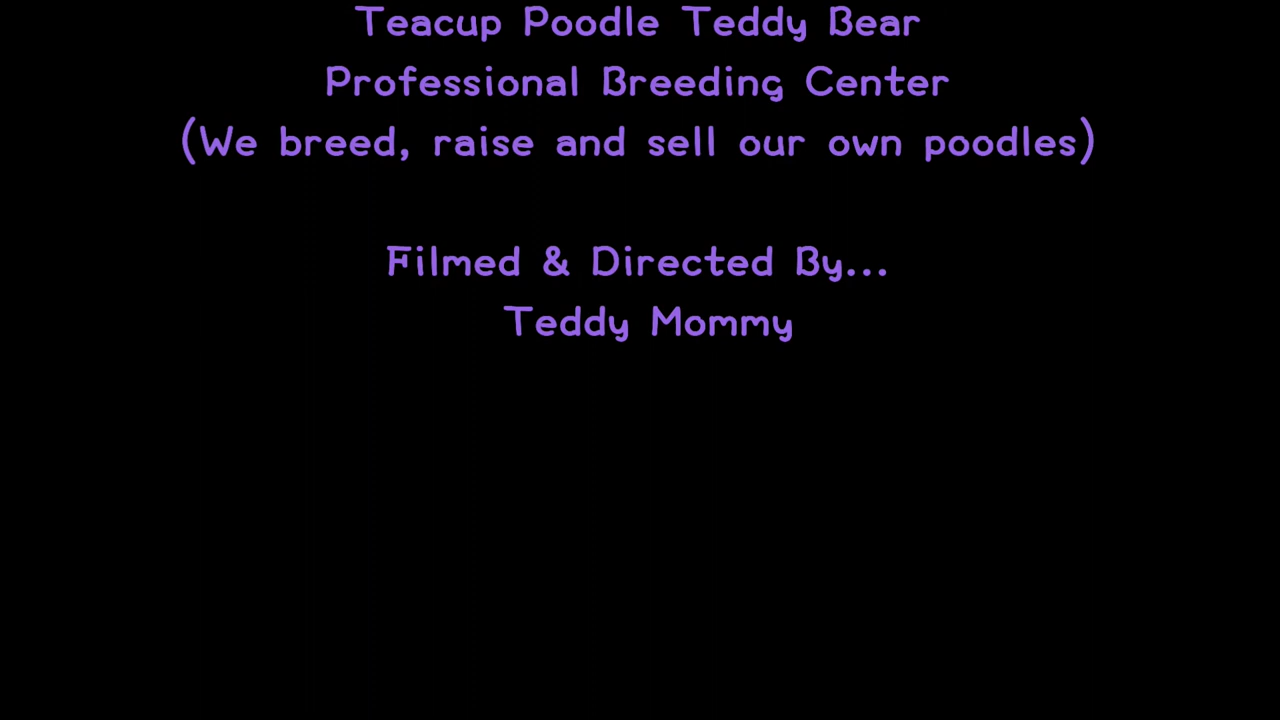 Teacup Poodle Teddy Bear
Professional Breeding Center
(We breed, raise and sell our own poodles)
Filmed & Directed By...
Teddy Mommy